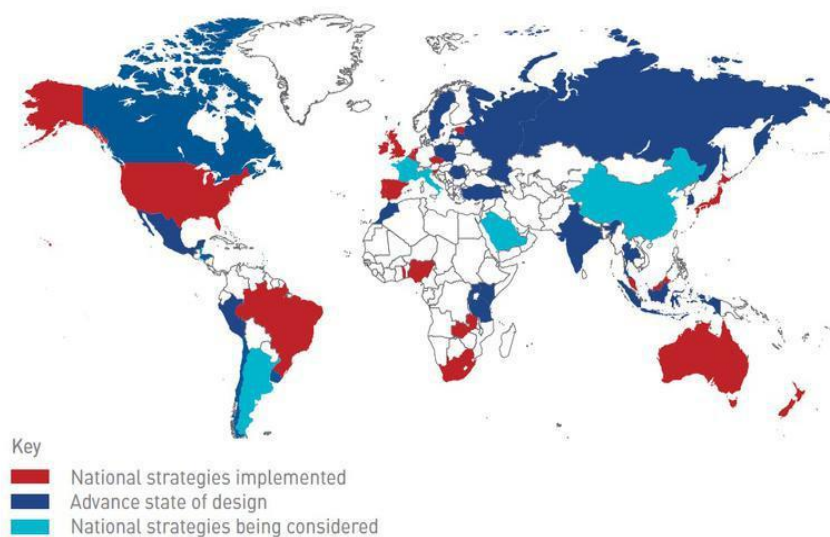 Key
National strategies implemented
Advance state of design
National strategies being considered